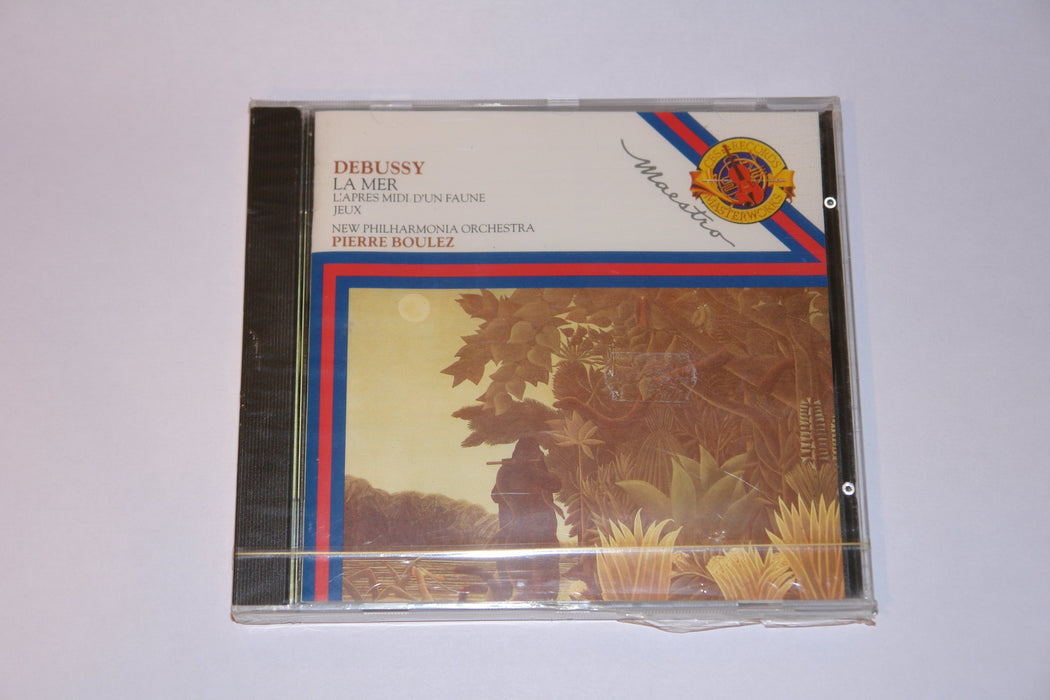 DEBUSSY
LA MER
L'APRES MIDI D'UN FAUNE
JEUX
NEW PHILHARMONIA ORCHESTRA
PIERRE BOULEZ
Maestro
CBS RECORDS
MASTERWORKS